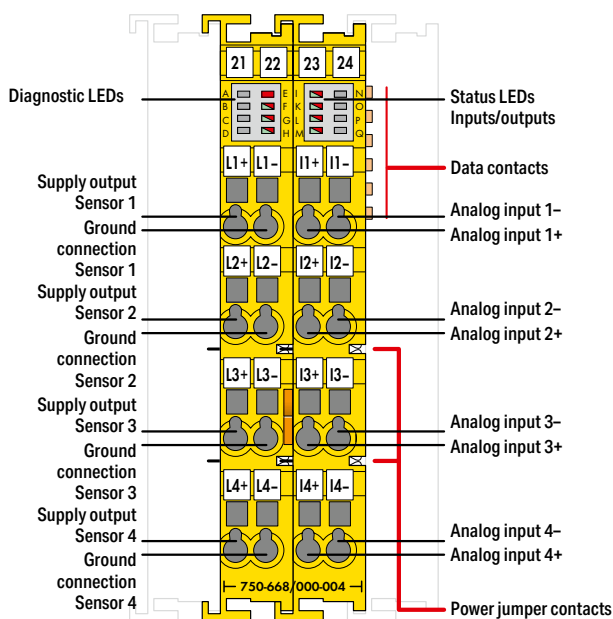 21 22 23 24
Diagnostic LEDs
A E I N
B F K O
C G L P
D H M Q
Status LEDs
Inputs/outputs
Data contacts
L1+ L1– I1+ I1–
Supply output
Sensor 1
Ground
connection
Sensor 1
Analog input 1–
Analog input 1+
L2+ L2– I2+ I2–
Supply output
Sensor 2
Ground
connection
Sensor 2
Analog input 2–
Analog input 2+
L3+ L3– I3+ I3–
Supply output
Sensor 3
Ground
connection
Sensor 3
Analog input 3–
Analog input 3+
L4+ L4– I4+ I4–
Supply output
Sensor 4
Ground
connection
Sensor 4
Analog input 4–
Analog input 4+
750-668/000-004
Power jumper contacts